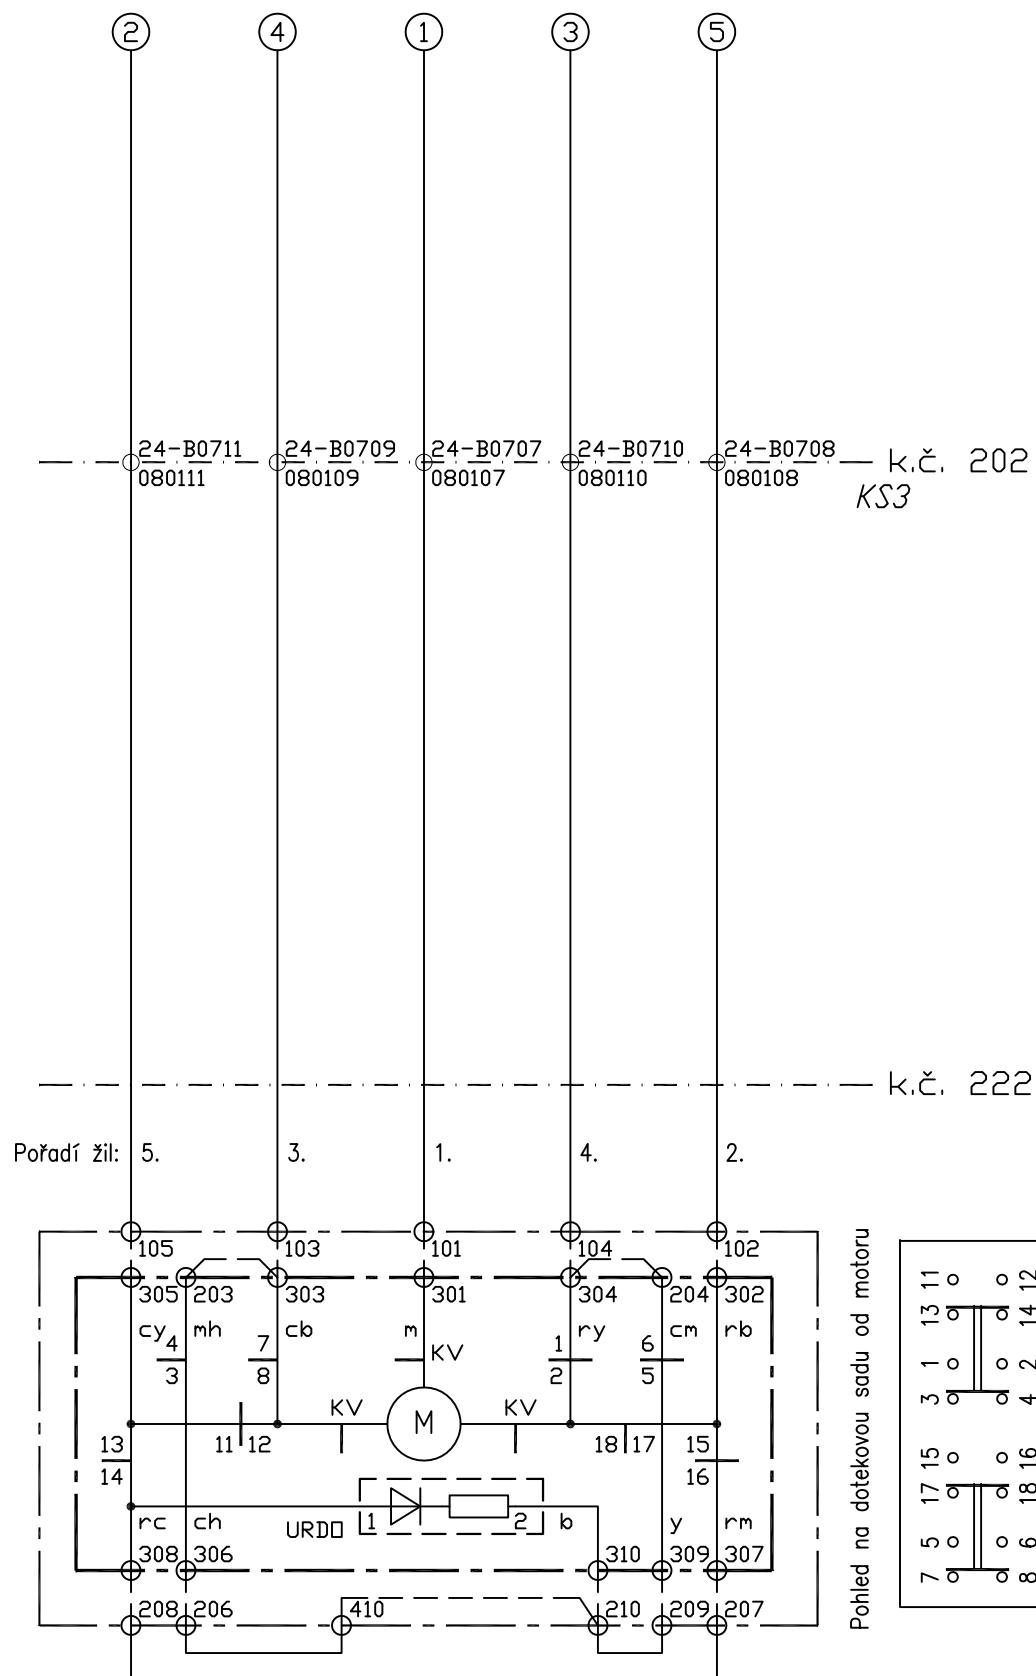 2 4 1 3 5
24-B0711 24-B0709 24-B0707 24-B0710 24-B0708
k.č. 202
080111 080109 080107 080110 080108
KS3
k.č. 222
Pořadí žil: 5. 3. 1. 4. 2.
105 103 101 104 102
305 203 303 301 304 204 302
cy mh cb m ry cm rb
4 7 KV 1 6
3 8 2 5
KV M KV
13 11 12 18 17 15
14 16
rc ch URDO 1 2 b y rm
308 306 310 309 307
208 206 410 210 209 207
Pohled na dotekovou sadu od motoru
11 12
13 14
1 2
3 4
15 16
17 18
5 6
7 8